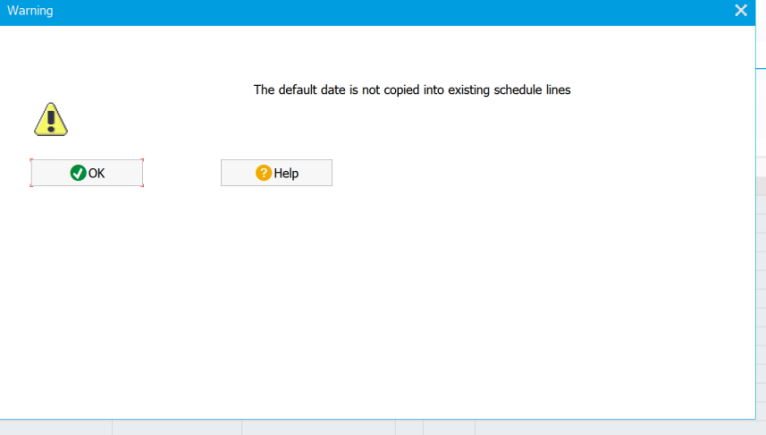 Warning
The default date is not copied into existing schedule lines
OK
Help